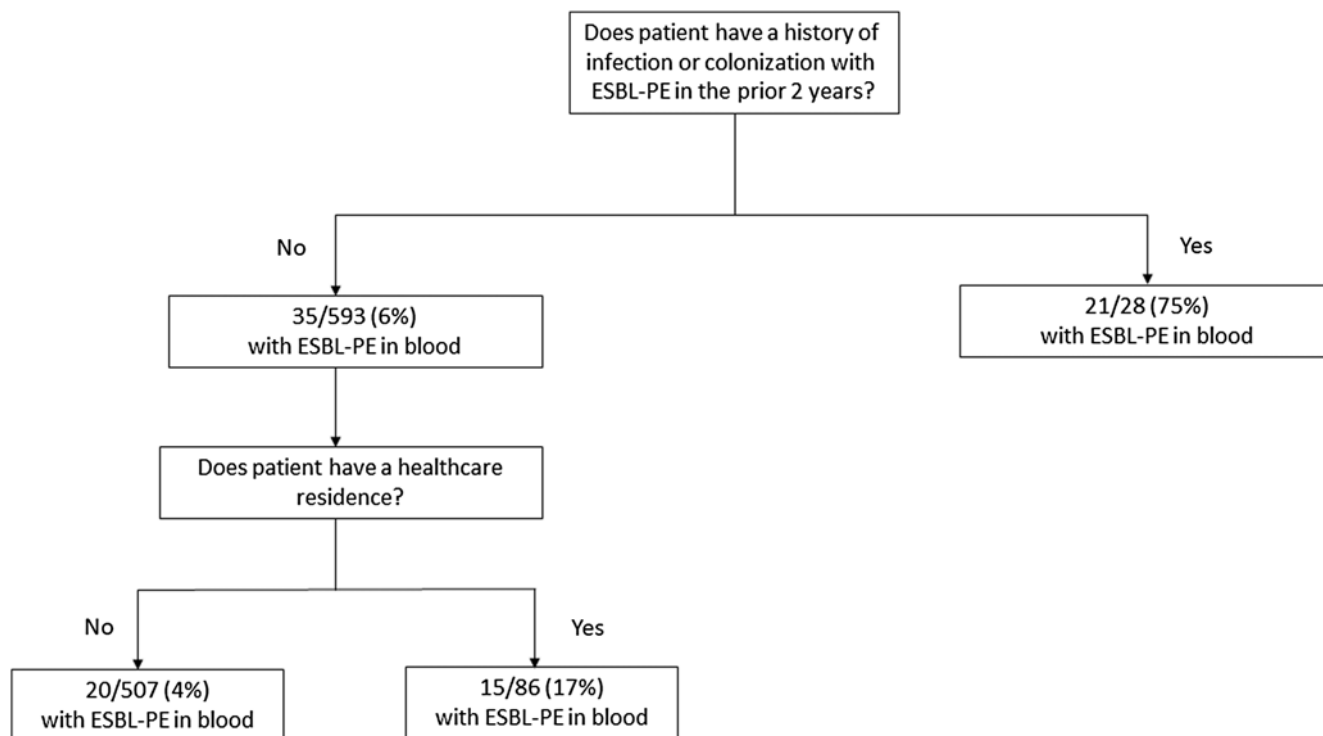 Does patient have a history of
infection or colonization with
ESBL-PE in the prior 2 years?
No
Yes
35/593 (6%)
with ESBL-PE in blood
21/28 (75%)
with ESBL-PE in blood
Does patient have a healthcare
residence?
No
Yes
20/507 (4%)
with ESBL-PE in blood
15/86 (17%)
with ESBL-PE in blood